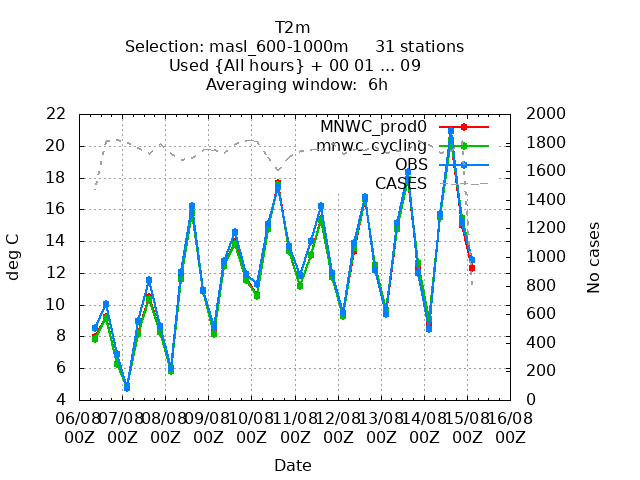 T2m
Selection: masl_600-1000m 31 stations
Used {All hours} + 00 01 ... 09
Averaging window: 6h
22 2000
20 1800
18 1600
16 1400
14 1200
12 1000
10 800
8 600
6 400
4 200
0
deg C
No cases
MNWC_prod0
mnwc_cycling
OBS
CASES
06/08 07/08 08/08 09/08 10/08 11/08 12/08 13/08 14/08 15/08 16/08
00Z 00Z 00Z 00Z 00Z 00Z 00Z 00Z 00Z 00Z 00Z
Date